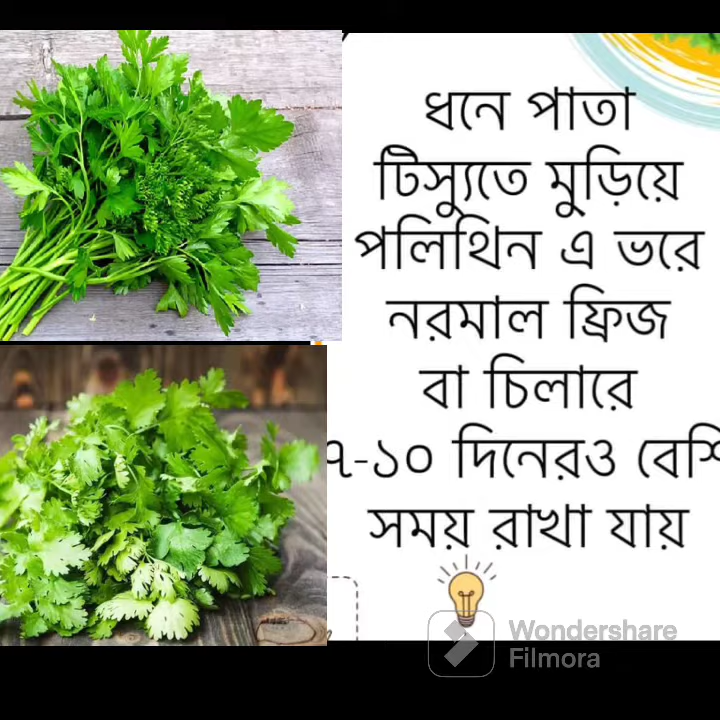 ধনে পাতা
টিস্যুতে মুড়িয়ে
পলিথিন এ ভরে
নরমাল ফ্রিজ
বা চিলারে
৭-১০ দিনেরও বেশি
সময় রাখা যায়
Wondershare
Filmora